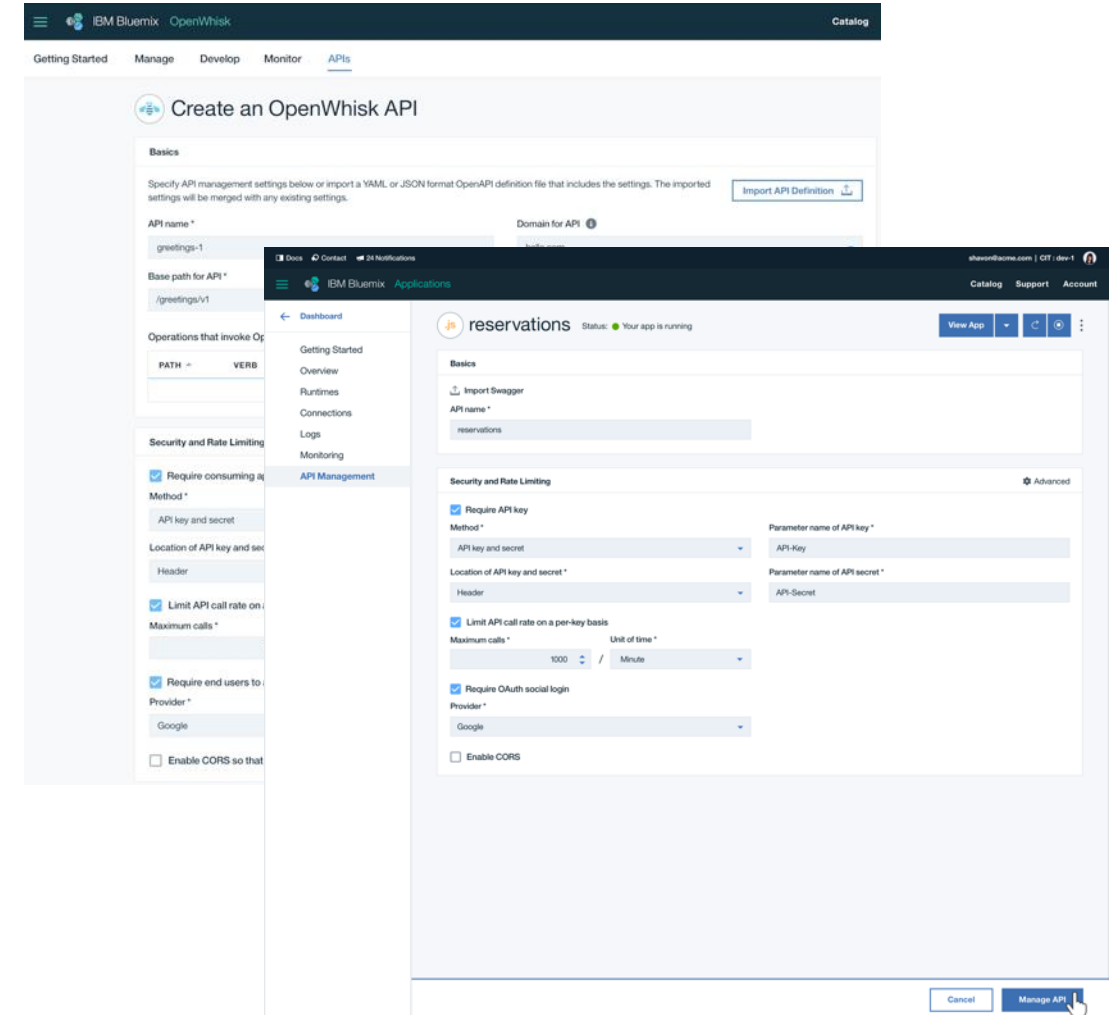 IBM Bluemix OpenWhisk
Catalog
Getting Started
Manage
Develop
Monitor
APIs
Create an OpenWhisk API
Basics
Specify API management settings below or import a YAML or JSON format OpenAPI definition file that includes the settings. The imported
settings will be merged with any existing settings.
Import API Definition
API name *
Domain for API
greetings-1
Base path for API *
/greetings/v1
Operations that invoke Op
PATH
VERB
Security and Rate Limiting
Require consuming ap
Method *
API key and secret
Location of API key and sec
Header
Limit API call rate on a
Maximum calls *
Require end users to a
Provider *
Google
Enable CORS so that
Docs
Contact
24 Notifications
shavon@acme.com | CIT : dev-1
IBM Bluemix Applications
Catalog
Support
Account
Dashboard
Getting Started
Overview
Runtimes
Connections
Logs
Monitoring
API Management
js
reservations
Status:
Your app is running
View App
Basics
Import Swagger
API name *
reservations
Security and Rate Limiting
Advanced
Require API key
Method *
Parameter name of API key *
API key and secret
API-Key
Location of API key and secret *
Parameter name of API secret *
Header
API-Secret
Limit API call rate on a per-key basis
Maximum calls *
Unit of time *
1000
/
Minute
Require OAuth social login
Provider *
Google
Enable CORS
Cancel
Manage API